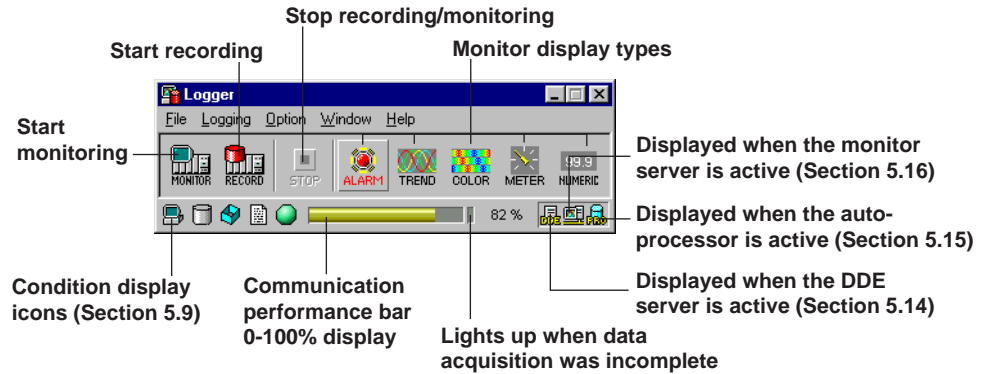 Stop recording/monitoring
Start recording
Monitor display types
Logger
File Logging Option Window Help
Start
monitoring
MONITOR RECORD STOP ALARM TREND COLOR METER NUMERIC
99.9
82 %
DDE PRO
Displayed when the monitor
server is active (Section 5.16)
Displayed when the auto-
processor is active (Section 5.15)
Displayed when the DDE
server is active (Section 5.14)
Condition display
icons (Section 5.9)
Communication
performance bar
0-100% display
Lights up when data
acquisition was incomplete